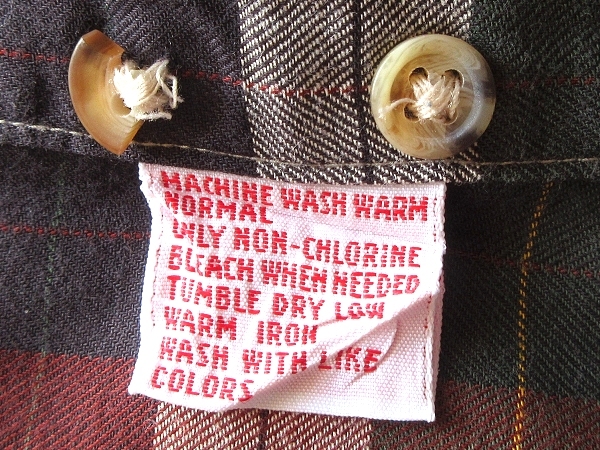 MACHINE WASH WARM
NORMAL
ONLY NON-CHLORINE
BLEACH WHEN NEEDED
TUMBLE DRY LOW
WARM IRON
WASH WITH LIKE
COLORS